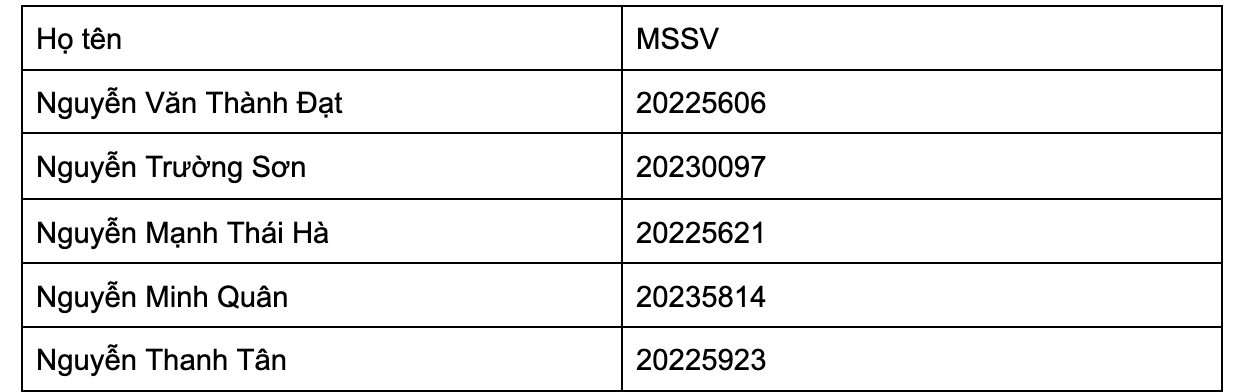 Họ tên MSSV
Nguyễn Văn Thành Đạt 20225606
Nguyễn Trường Sơn 20230097
Nguyễn Mạnh Thái Hà 20225621
Nguyễn Minh Quân 20235814
Nguyễn Thanh Tân 20225923